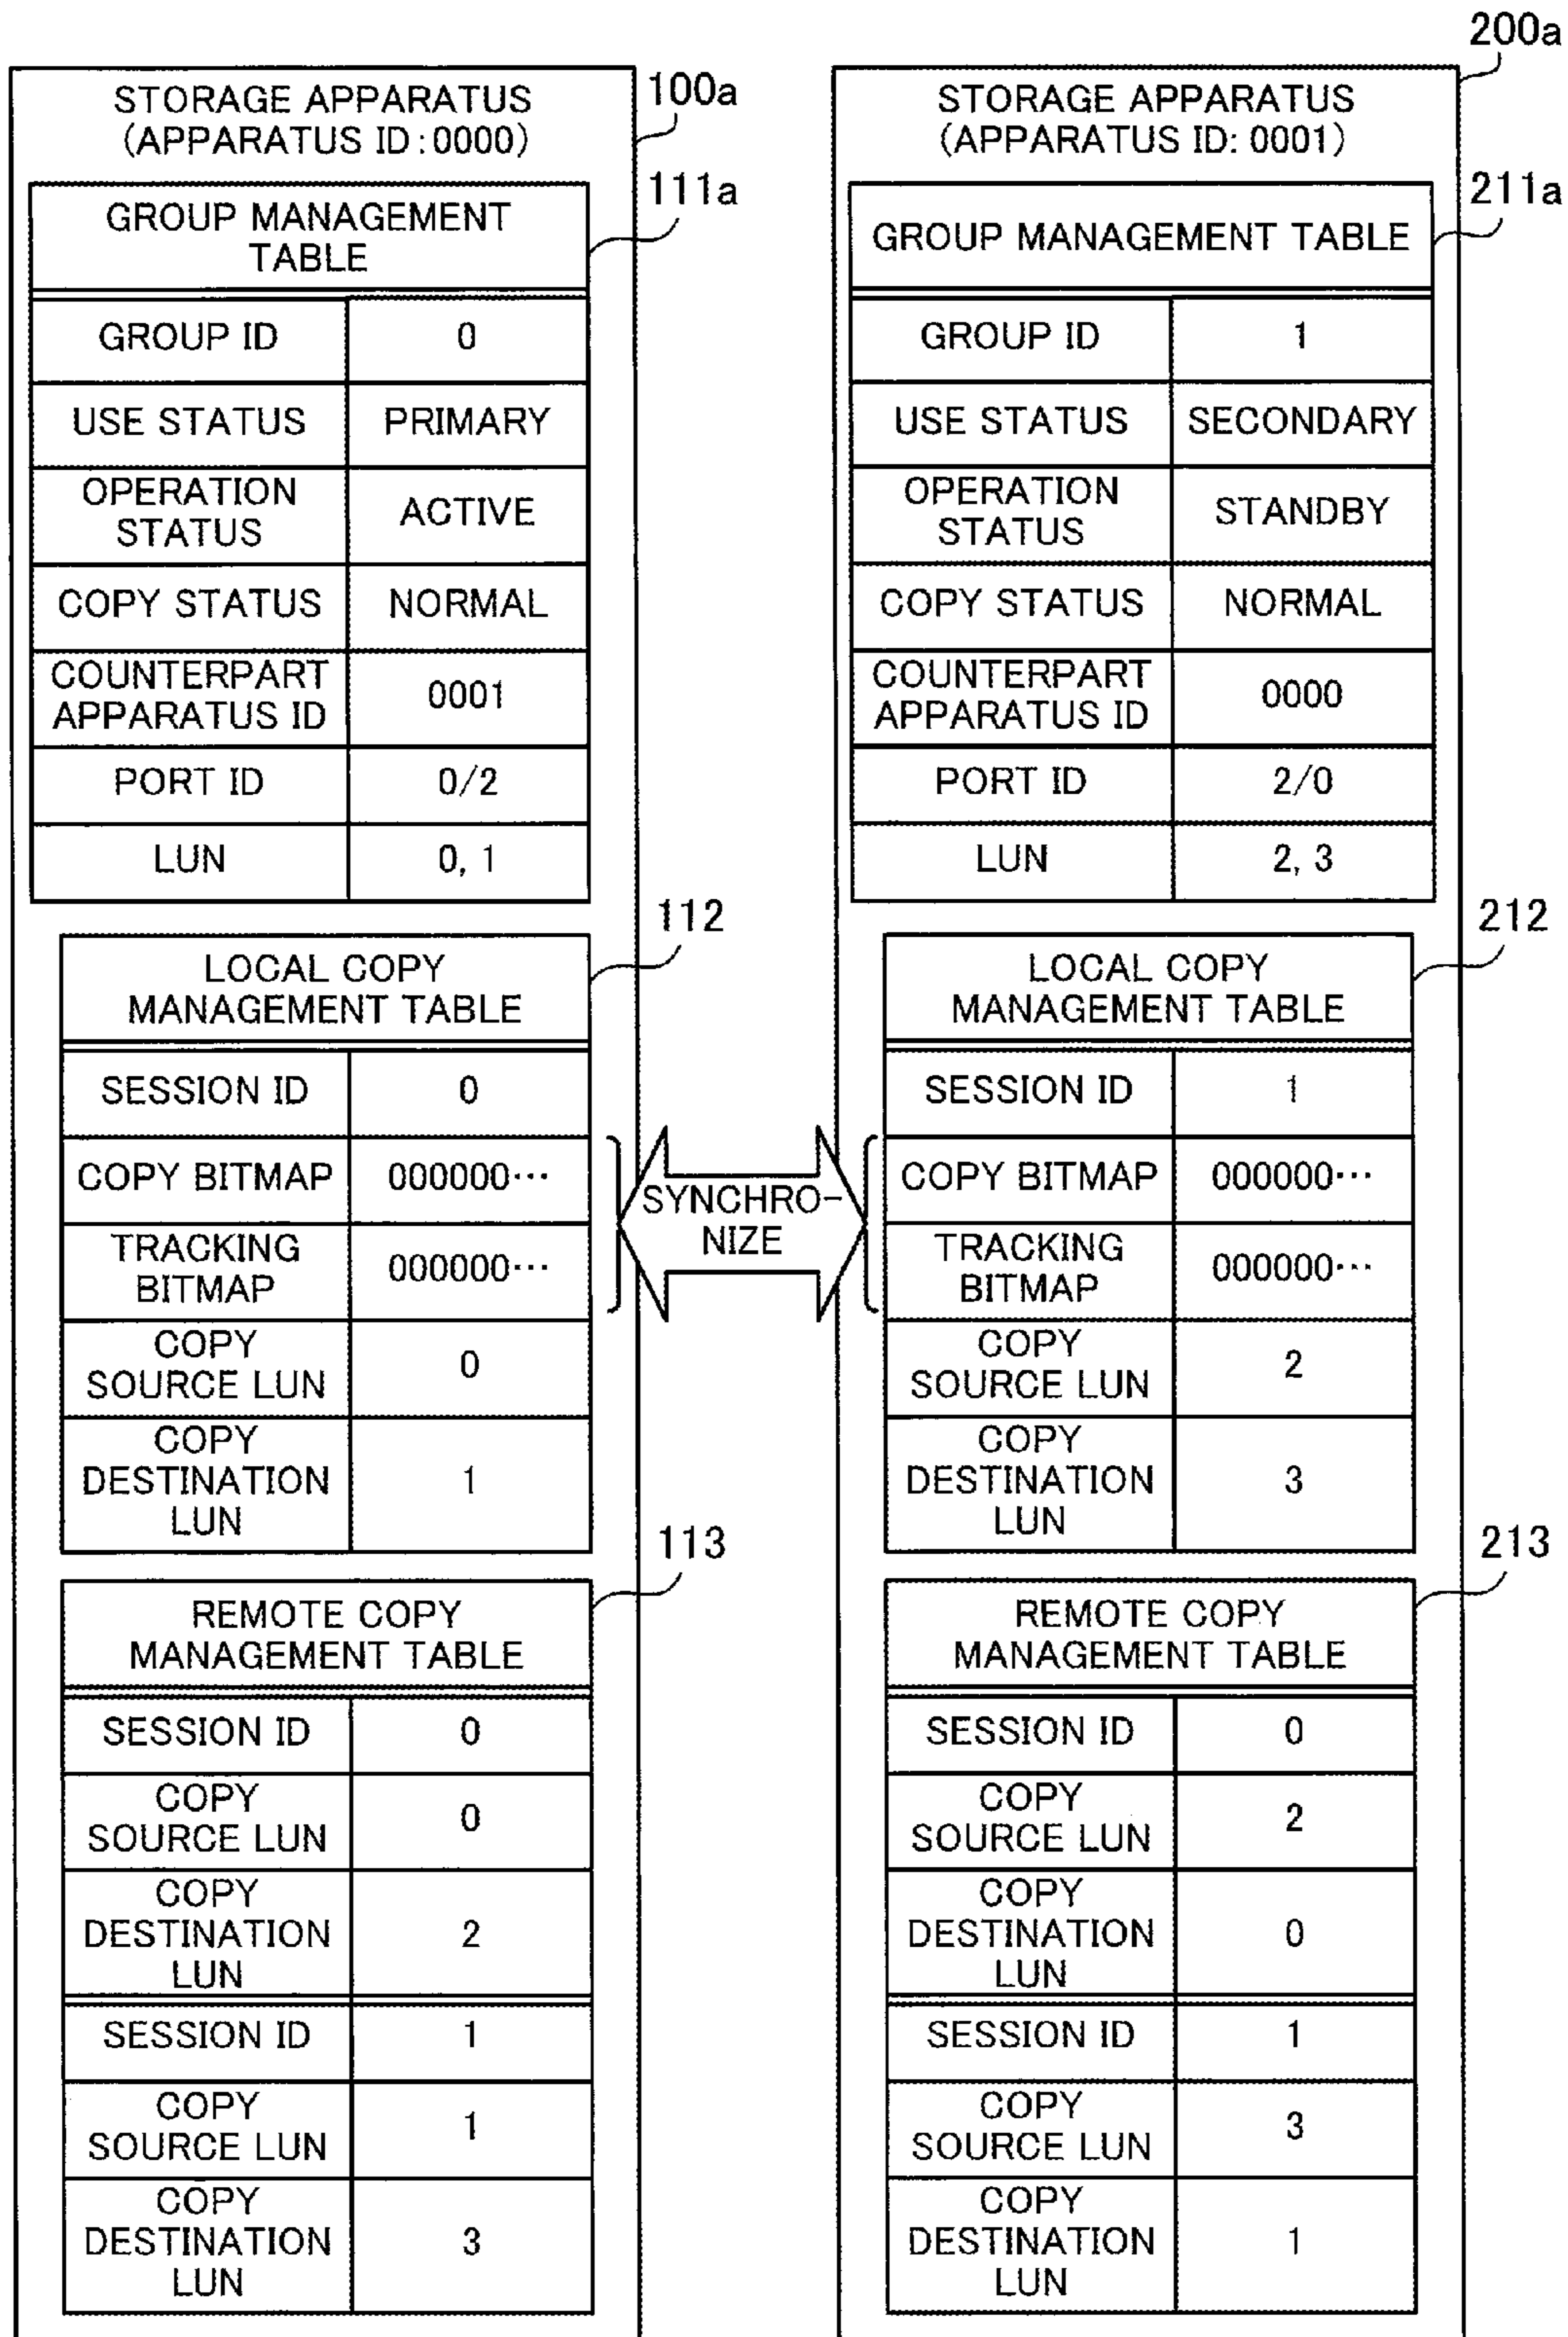 200a
STORAGE APPARATUS
(APPARATUS ID:0000)
100a
GROUP MANAGEMENT
TABLE
111a
GROUP ID 0
USE STATUS PRIMARY
OPERATION
STATUS
ACTIVE
COPY STATUS NORMAL
COUNTERPART
APPARATUS ID
0001
PORT ID 0/2
LUN 0, 1
LOCAL COPY
MANAGEMENT TABLE
112
SESSION ID 0
COPY BITMAP 000000···
TRACKING
BITMAP
000000···
COPY
SOURCE LUN
0
COPY
DESTINATION
LUN
1
REMOTE COPY
MANAGEMENT TABLE
113
SESSION ID 0
COPY
SOURCE LUN
0
COPY
DESTINATION
LUN
2
SESSION ID 1
COPY
SOURCE LUN
1
COPY
DESTINATION
LUN
3
SYNCHRO-
NIZE
STORAGE APPARATUS
(APPARATUS ID: 0001)
GROUP MANAGEMENT TABLE
211a
GROUP ID 1
USE STATUS SECONDARY
OPERATION
STATUS
STANDBY
COPY STATUS NORMAL
COUNTERPART
APPARATUS ID
0000
PORT ID 2/0
LUN 2, 3
LOCAL COPY
MANAGEMENT TABLE
212
SESSION ID 1
COPY BITMAP 000000···
TRACKING
BITMAP
000000···
COPY
SOURCE LUN
2
COPY
DESTINATION
LUN
3
REMOTE COPY
MANAGEMENT TABLE
213
SESSION ID 0
COPY
SOURCE LUN
2
COPY
DESTINATION
LUN
0
SESSION ID 1
COPY
SOURCE LUN
3
COPY
DESTINATION
LUN
1